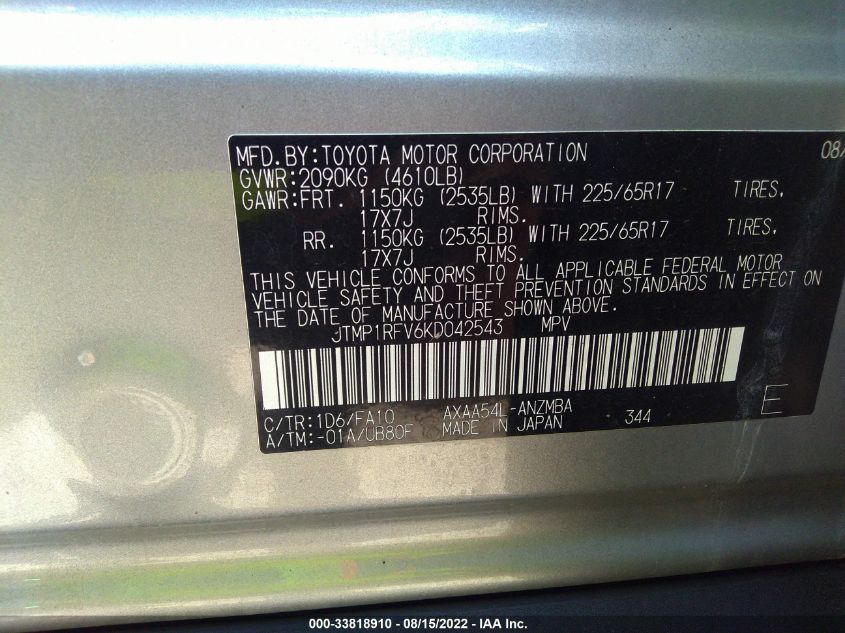 MFD.BY:TOYOTA MOTOR CORPORATION 08/
GVWR:2090KG (4610LB)
GAWR:FRT. 1150KG (2535LB) WITH 225/65R17 TIRES,
17X7J RIMS.
RR. 1150KG (2535LB) WITH 225/65R17 TIRES,
17X7J RIMS.
THIS VEHICLE CONFORMS TO ALL APPLICABLE FEDERAL MOTOR
VEHICLE SAFETY AND THEFT PREVENTION STANDARDS IN EFFECT ON
THE DATE OF MANUFACTURE SHOWN ABOVE.
JTMP1RFV6KD042543 MPV
C/TR:1D6/FA10 AXAA54L-ANZMBA
A/TM:-01A/UB80F MADE IN JAPAN 344 E
000-33818910 - 08/15/2022 - IAA Inc.